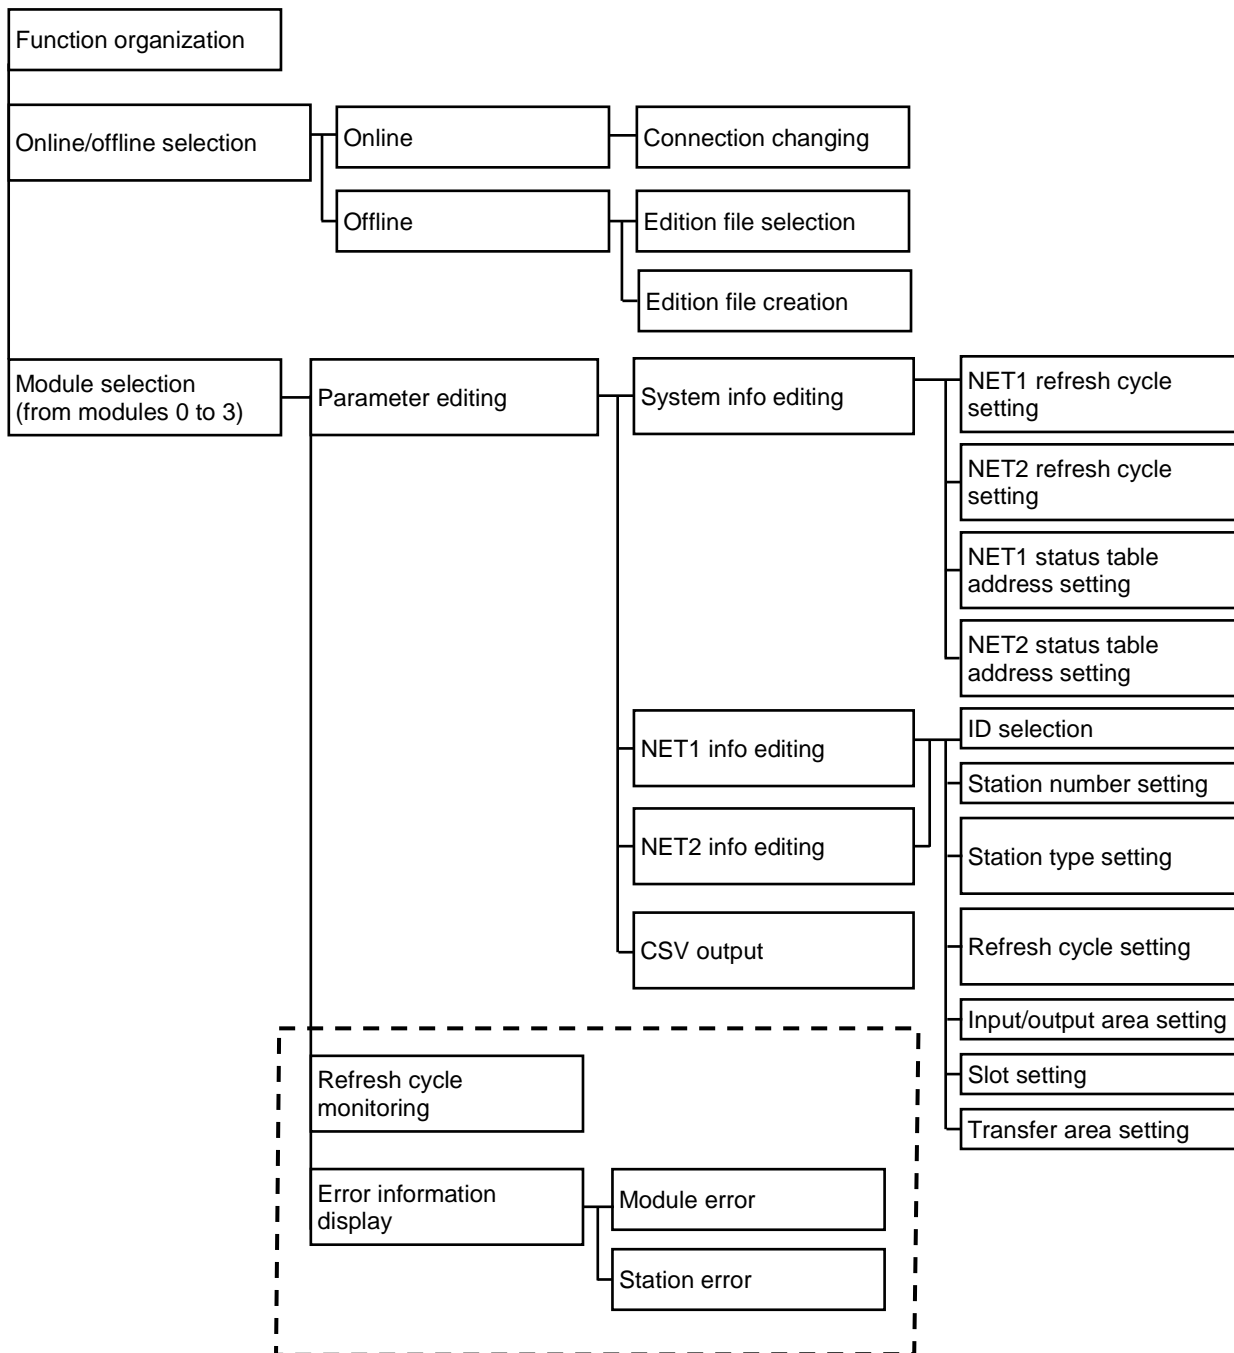 Function organization
Online/offline selection
Online
Connection changing
Offline
Edition file selection
Edition file creation
Module selection
(from modules 0 to 3)
Parameter editing
System info editing
NET1 refresh cycle
setting
NET2 refresh cycle
setting
NET1 status table
address setting
NET2 status table
address setting
NET1 info editing
ID selection
Station number setting
NET2 info editing
Station type setting
CSV output
Refresh cycle setting
Input/output area setting
Slot setting
Transfer area setting
Refresh cycle
monitoring
Error information
display
Module error
Station error